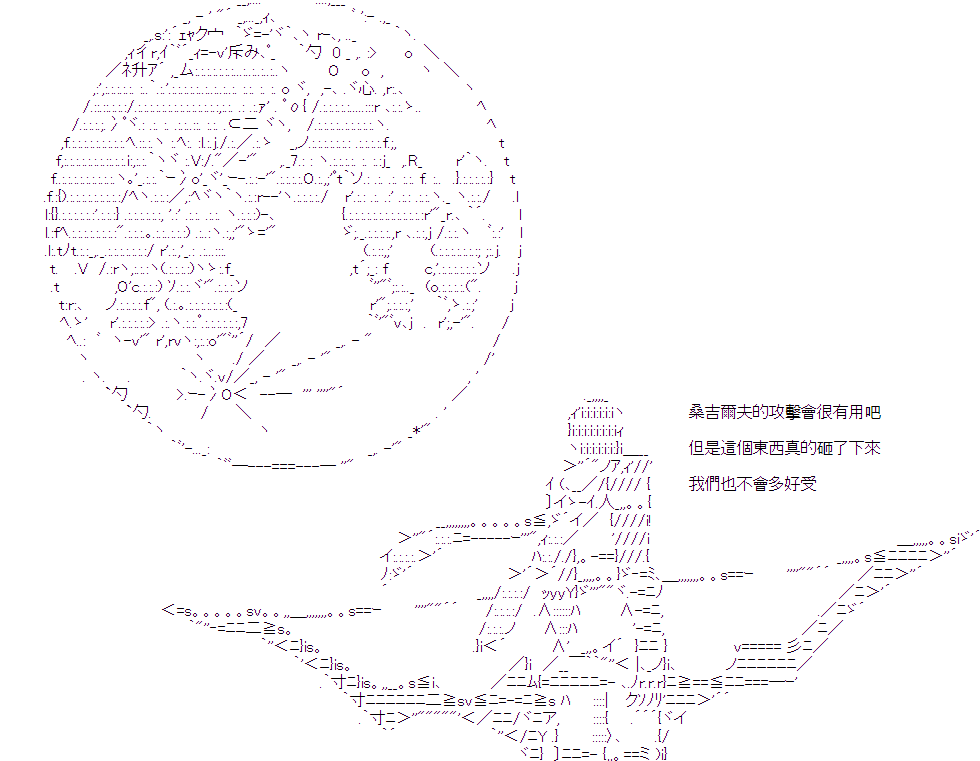 桑吉爾夫的攻擊會很有用吧
但是這個東西真的砸了下來
我們也不會多好受